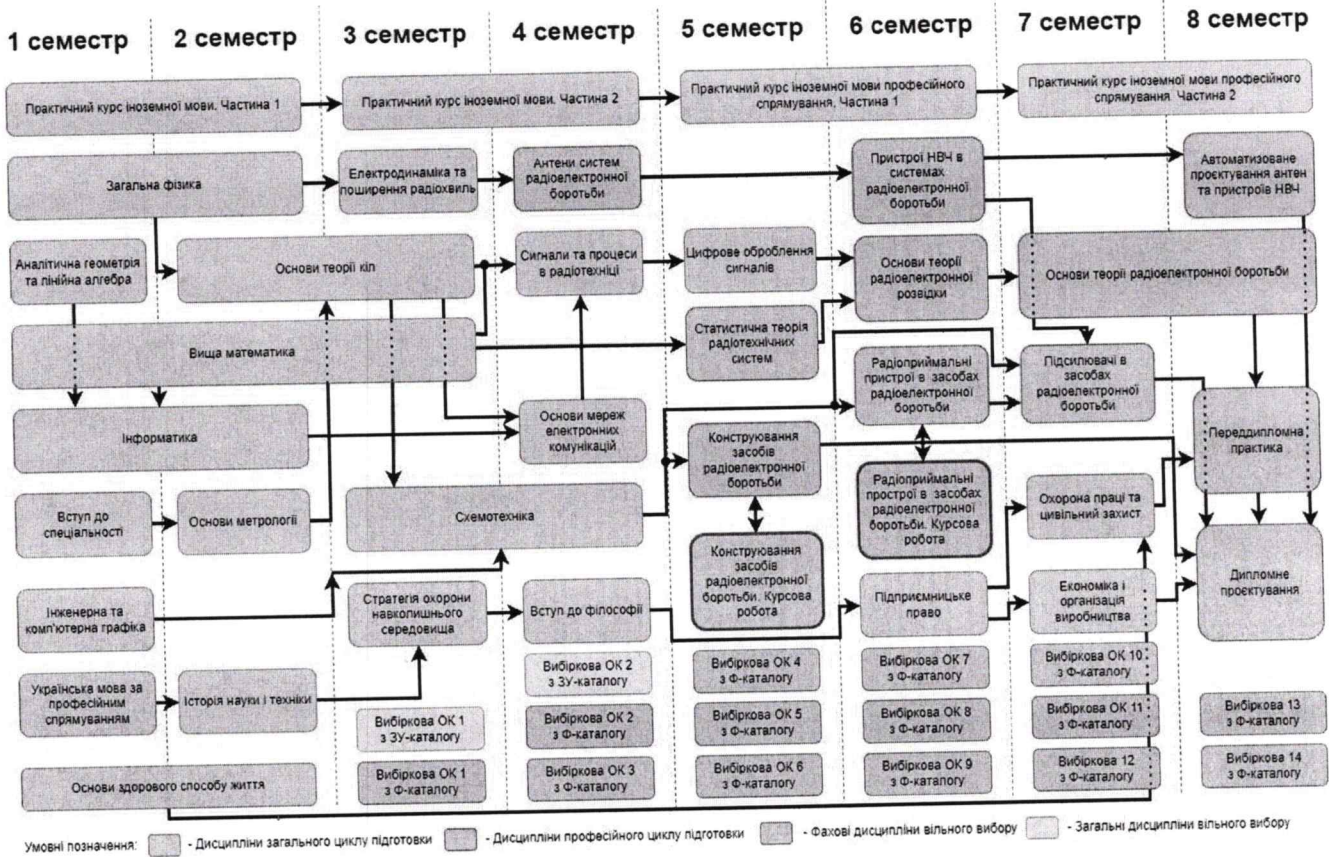 1 семестр
2 семестр
3 семестр
4 семестр
5 семестр
6 семестр
7 семестр
8 семестр
Практичний курс іноземної мови. Частина 1
Практичний курс іноземної мови. Частина 2
Практичний курс іноземної мови професійного
спрямування. Частина 1
Практичний курс іноземної мови професійного
спрямування. Частина 2
Загальна фізика
Електродинаміка та
поширення радіохвиль
Антени систем
радіоелектронної
боротьби
Пристрої НВЧ в
системах
радіоелектронної
боротьби
Автоматизоване
проєктування антен
та пристроїв НВЧ
Аналітична геометрія
та лінійна алгебра
Основи теорії кіл
Сигнали та процеси
в радіотехніці
Цифрове оброблення
сигналів
Основи теорії
радіоелектронної
розвідки
Основи теорії радіоелектронної боротьби
Вища математика
Статистична теорія
радіотехнічних
систем
Радіоприймальні
пристрої в засобах
радіоелектронної
боротьби
Підсилювачі в
засобах
радіоелектронної
боротьби
Інформатика
Основи мереж
електронних
комунікацій
Конструювання
засобів
радіоелектронної
боротьби
Переддипломна
практика
Вступ до
спеціальності
Основи метрології
Схемотехніка
Конструювання
засобів
радіоелектронної
боротьби. Курсова
робота
Радіоприймальні
прострої в засобах
радіоелектронної
боротьби. Курсова
робота
Охорона праці та
цивільний захист
Інженерна та
комп'ютерна графіка
Стратегія охорони
навколишнього
середовища
Вступ до філософії
Підприємницьке
право
Економіка і
організація
виробництва
Дипломне
проєктування
Українська мова за
професійним
спрямуванням
Історія науки і техніки
Вибіркова ОК 1
з ЗУ-каталогу
Вибіркова ОК 1
з Ф-каталогу
Вибіркова ОК 2
з ЗУ-каталогу
Вибіркова ОК 2
з Ф-каталогу
Вибіркова ОК 3
з Ф-каталогу
Вибіркова ОК 4
з Ф-каталогу
Вибіркова ОК 5
з Ф-каталогу
Вибіркова ОК 6
з Ф-каталогу
Вибіркова ОК 7
з Ф-каталогу
Вибіркова ОК 8
з Ф-каталогу
Вибіркова ОК 9
з Ф-каталогу
Вибіркова ОК 10
з Ф-каталогу
Вибіркова ОК 11
з Ф-каталогу
Вибіркова 12
з Ф-каталогу
Вибіркова 13
з Ф-каталогу
Вибіркова 14
з Ф-каталогу
Основи здорового способу життя
Умовні позначення: - Дисципліни загального циклу підготовки - Дисципліни професійного циклу підготовки - Фахові дисципліни вільного вибору - Загальні дисципліни вільного вибору